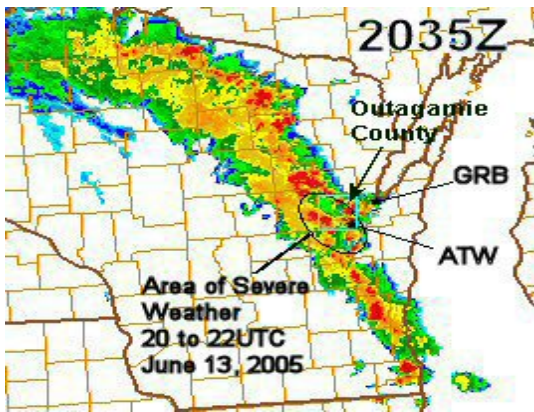 2035Z
Outagamie
County
GRB
ATW
Area of Severe
Weather
20 to 22UTC
June 13, 2005